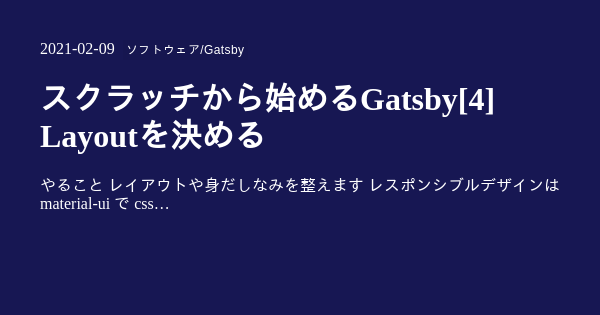 2021-02-09 ソフトウェア/Gatsby
スクラッチから始めるGatsby[4]
Layoutを決める
やること レイアウトや身だしなみを整えます レスポンシブルデザインは
material-ui で css…